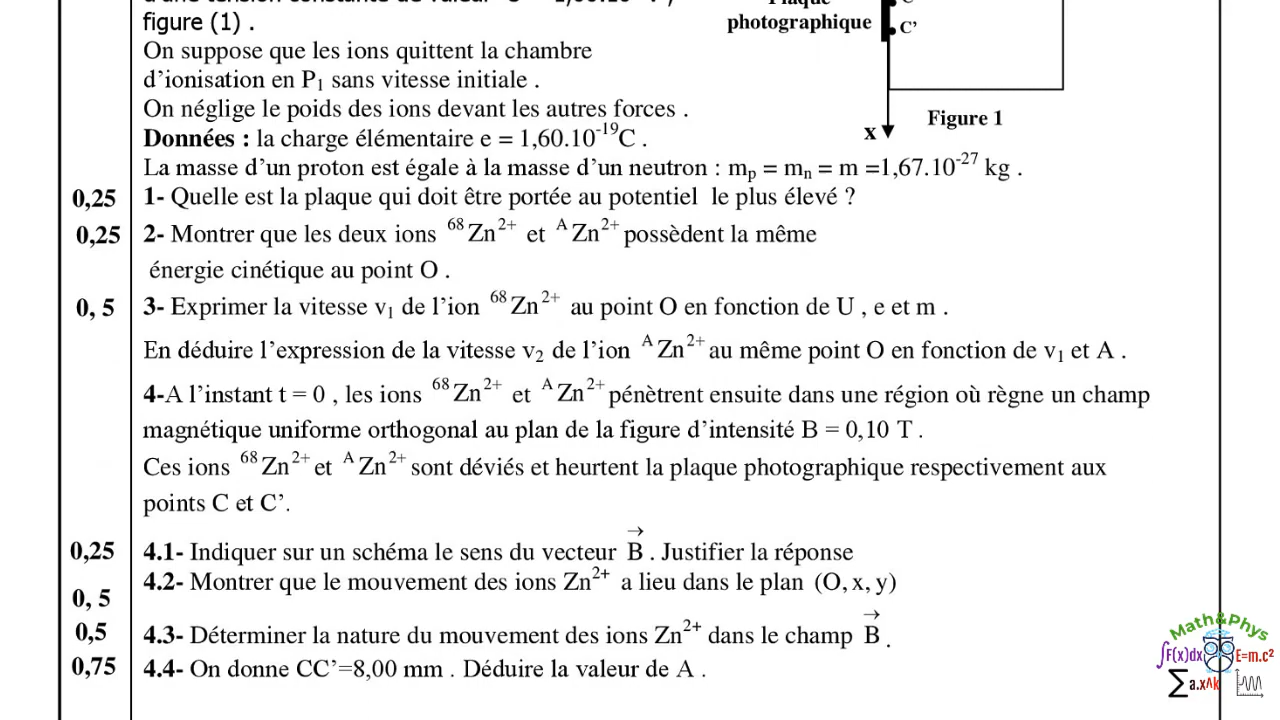 figure (1) .
photographique
C'
On suppose que les ions quittent la chambre
d'ionisation en P₁ sans vitesse initiale .
On néglige le poids des ions devant les autres forces .
Figure 1
x
Données : la charge élémentaire e = 1,60.10⁻¹⁹C .
La masse d'un proton est égale à la masse d'un neutron : mₚ = mₙ = m =1,67.10⁻²⁷ kg .
0,25 1- Quelle est la plaque qui doit être portée au potentiel le plus élevé ?
0,25 2- Montrer que les deux ions ⁶⁸Zn²⁺ et ᴬZn²⁺ possèdent la même
énergie cinétique au point O .
0, 5 3- Exprimer la vitesse v₁ de l'ion ⁶⁸Zn²⁺ au point O en fonction de U , e et m .
En déduire l'expression de la vitesse v₂ de l'ion ᴬZn²⁺ au même point O en fonction de v₁ et A .
4-A l'instant t = 0 , les ions ⁶⁸Zn²⁺ et ᴬZn²⁺ pénètrent ensuite dans une région où règne un champ
magnétique uniforme orthogonal au plan de la figure d'intensité B = 0,10 T .
Ces ions ⁶⁸Zn²⁺ et ᴬZn²⁺ sont déviés et heurtent la plaque photographique respectivement aux
points C et C'.
0,25 4.1- Indiquer sur un schéma le sens du vecteur B⃗ . Justifier la réponse
0, 5 4.2- Montrer que le mouvement des ions Zn²⁺ a lieu dans le plan (O, x, y)
0,5 4.3- Déterminer la nature du mouvement des ions Zn²⁺ dans le champ B⃗ .
0,75 4.4- On donne CC'=8,00 mm . Déduire la valeur de A .
Math&Phys
∫F(x)dx E=m.c²
∑a.x^k